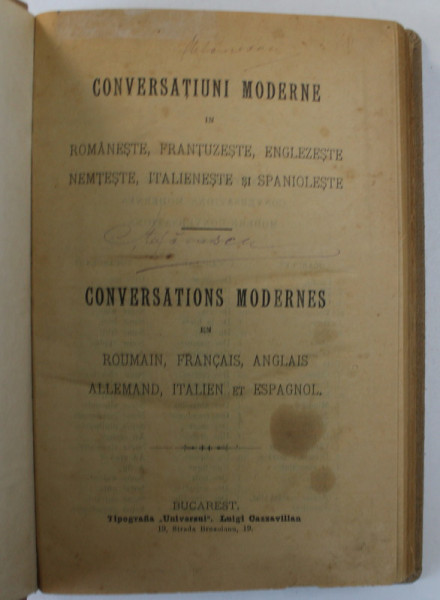 CONVERSAȚIUNI MODERNE
IN
ROMÂNEȘTE, FRANȚUZEȘTE, ENGLEZEȘTE
NEMȚEȘTE, ITALIENEȘTE ȘI SPANIOLEȘTE
CONVERSATIONS MODERNES
EN
ROUMAIN, FRANÇAIS, ANGLAIS
ALLEMAND, ITALIEN ET ESPAGNOL.
BUCAREST.
Tipografia „Universul", Luigi Cazzavillan
19, Strada Brezoianu, 19.